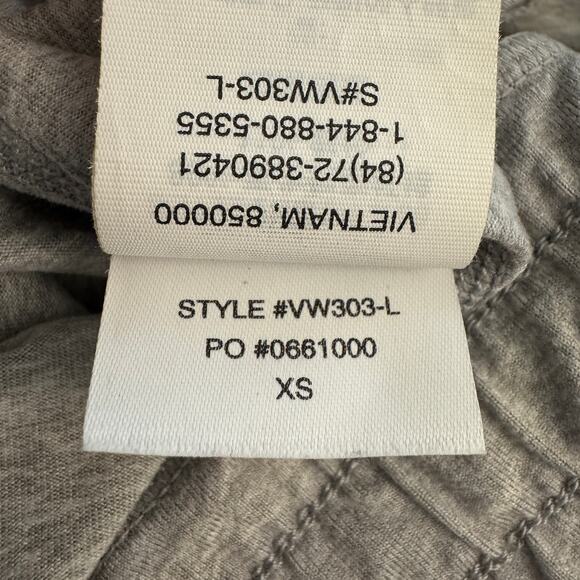 VIETNAM, 850000
(84)72-3890421
1-844-880-5355
S#VW303-L
STYLE #VW303-L
PO #0661000
XS